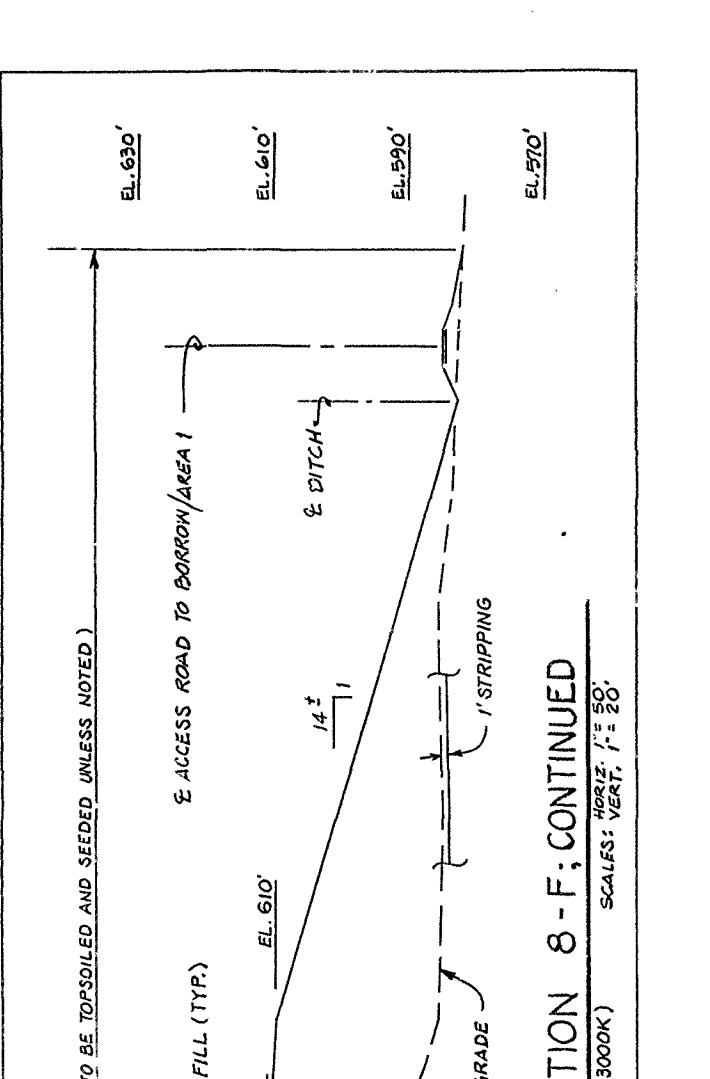 TO BE TOPSOILED AND SEEDED UNLESS NOTED)
FILL (TYP.)
EL. 610'
℄ ACCESS ROAD TO BORROW/AREA 1
14±
1
℄ DITCH
EL. 630'
EL. 610'
EL. 590'
EL. 570'
1' STRIPPING
GRADE
TION 8-F; CONTINUED
SCALES: HORIZ. 1" = 50'
VERT. 1" = 20'
3000K)